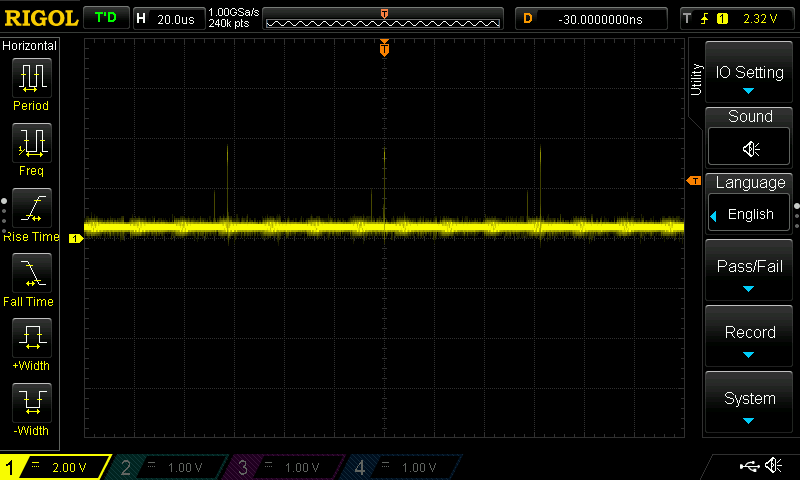 RIGOL T'D H 20.0us 1.00GSa/s 240k pts T D -30.0000000ns T 1 2.32 V
Horizontal
Period
Freq
Rise Time
Fall Time
+Width
-Width
T
T
1
Utility
IO Setting
Sound
Language
English
Pass/Fail
Record
System
1 2.00 V 2 1.00 V 3 1.00 V 4 1.00 V